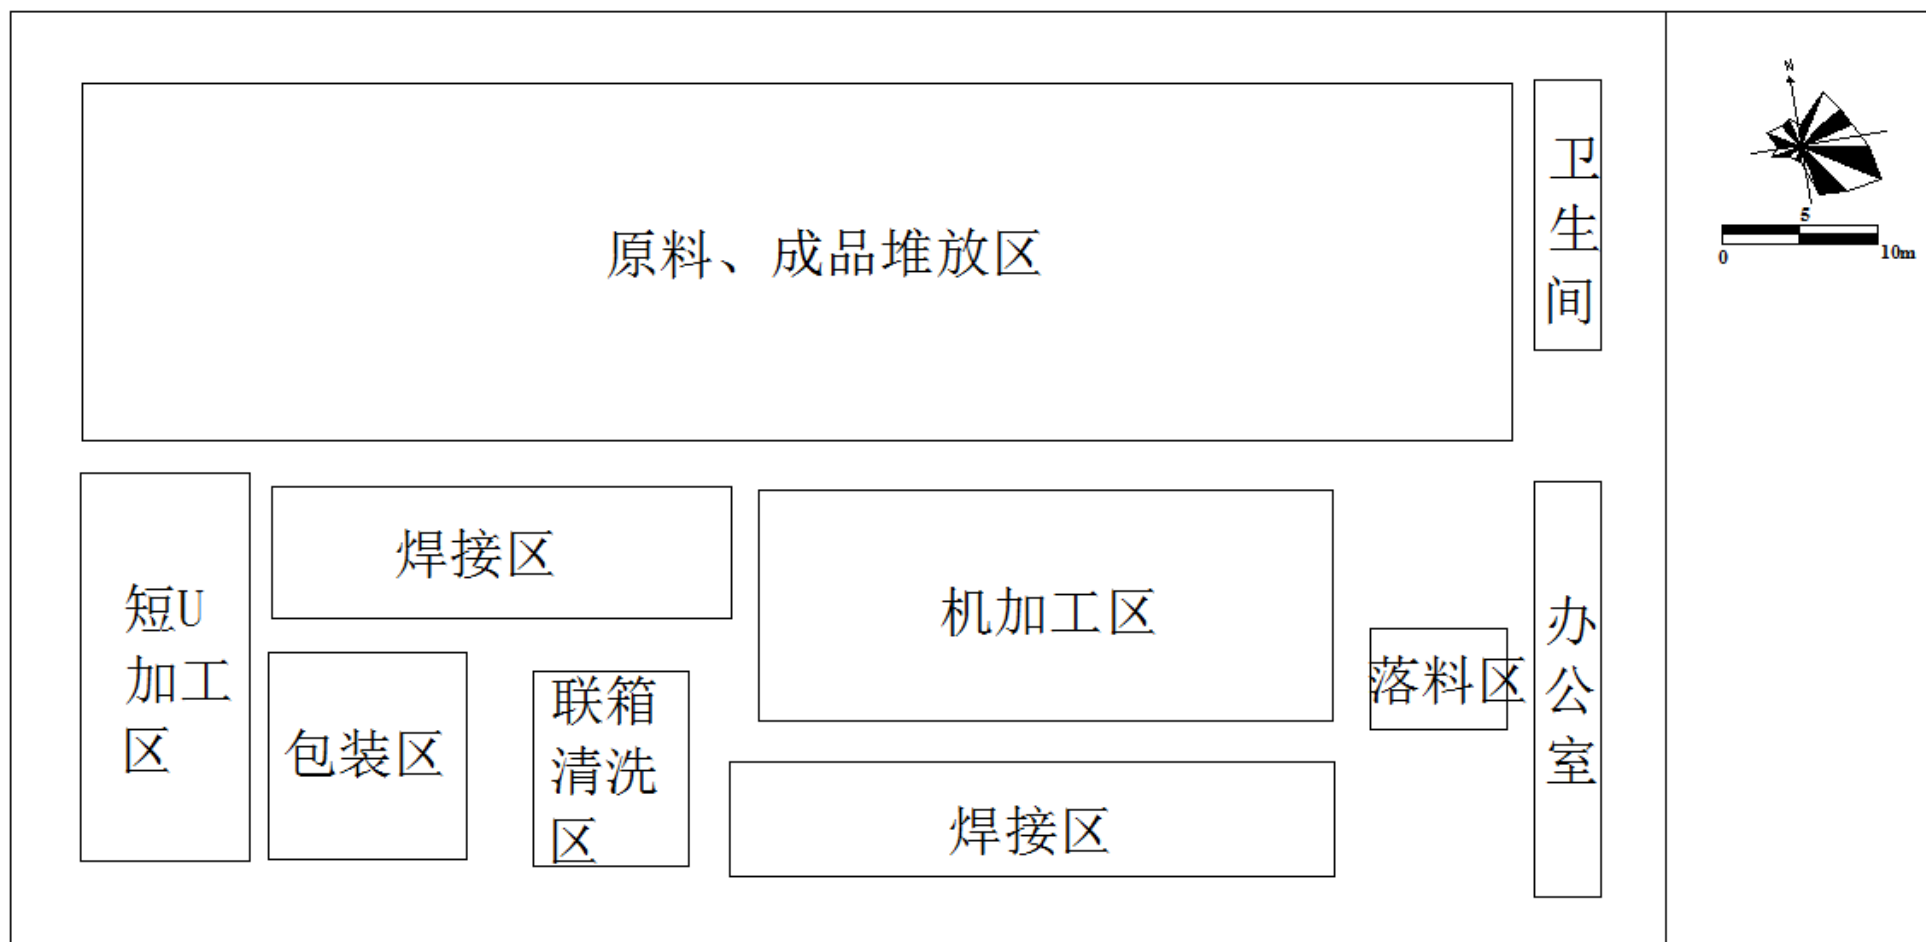 原料、成品堆放区
卫
生
间
N
5
0
10m
短U
加工
区
焊接区
包装区
联箱
清洗
区
机加工区
焊接区
落料区
办
公
室